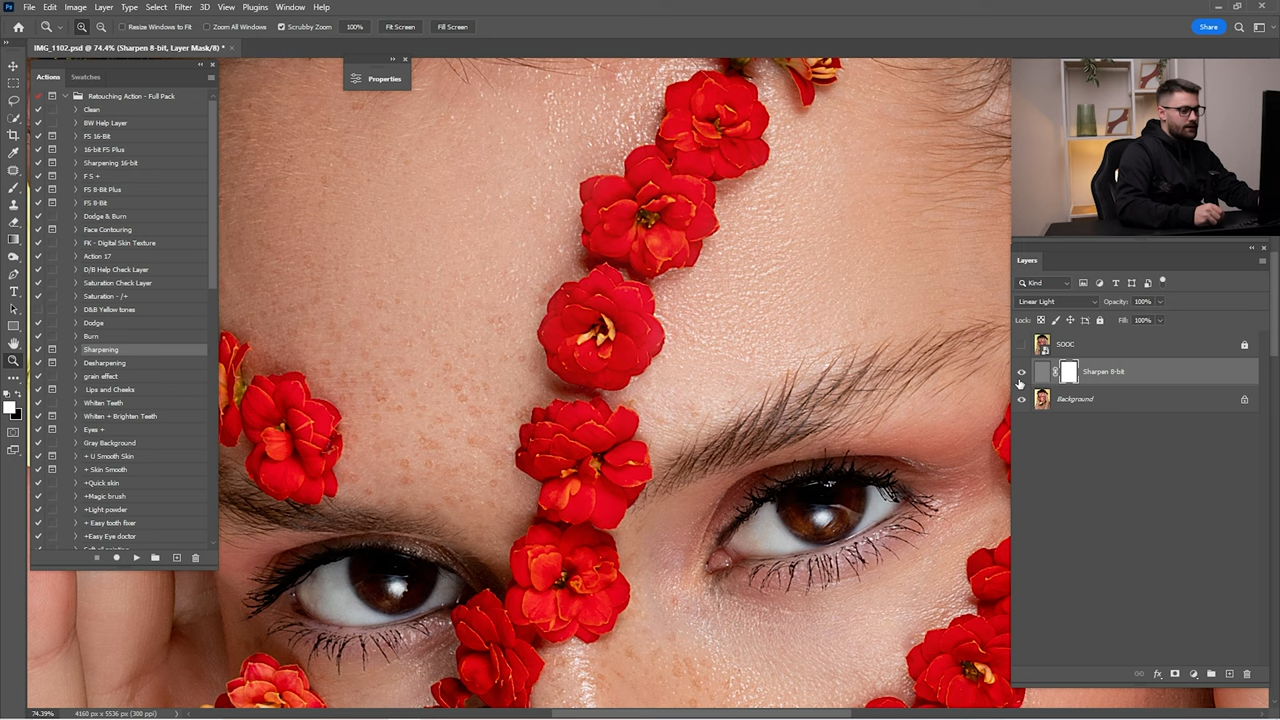 File Edit Image Layer Type Select Filter 3D View Plugins Window Help
Resize Windows to Fit Zoom All Windows Scrubby Zoom 100% Fit Screen Fill Screen Share
IMG_1102.psd @ 74.4% (Sharpen 8-bit, Layer Mask/8) *
Actions Swatches
Properties
Retouching Action - Full Pack
Clean
BW Help Layer
FS 16-Bit
16-bit FS Plus
Sharpening 16-bit
F S +
FS 8-Bit Plus
FS 8-Bit
Dodge & Burn
Face Contouring
FK - Digital Skin Texture
Action 17
D/B Help Check Layer
Saturation Check Layer
Saturation - /+
D&B Yellow tones
Dodge
Burn
Sharpening
Desharpening
grain effect
Lips and Cheeks
Whiten Teeth
Whiten + Brighten Teeth
Eyes +
Gray Background
+ U Smooth Skin
+ Skin Smooth
+Quick skin
+Magic brush
+Light powder
+ Easy tooth fixer
+Easy Eye doctor
Layers
Kind
Linear Light Opacity: 100%
Lock: Fill: 100%
SOOC
Sharpen 8-bit
Background
74.39% 4160 px x 5536 px (300 ppi)